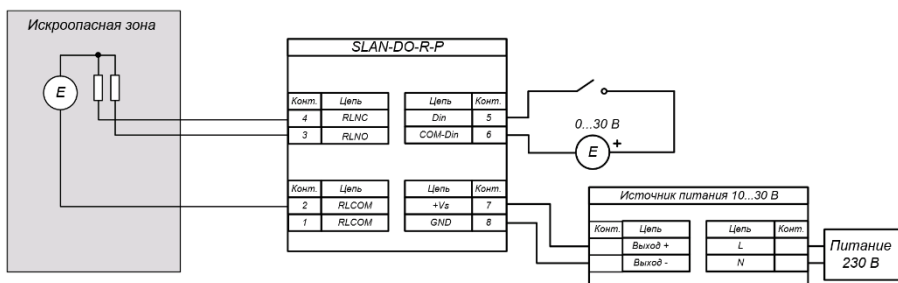 Искроопасная зона
E
SLAN-DO-R-P
Конт. Цепь
4 RLNC
3 RLNO
Цепь Конт.
Din 5
COM-Din 6
Конт. Цепь
2 RLCOM
1 RLCOM
Цепь Конт.
+Vs 7
GND 8
0...30 В
E +
Источник питания 10...30 В
Конт. Цепь
Выход +
Выход -
Цепь Конт.
L
N
Питание
230 В